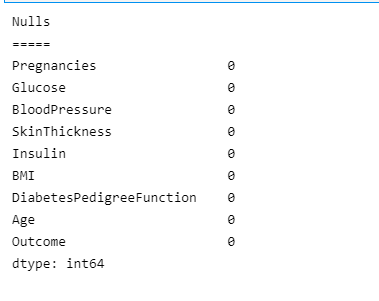 Nulls
=====
Pregnancies 0
Glucose 0
BloodPressure 0
SkinThickness 0
Insulin 0
BMI 0
DiabetesPedigreeFunction 0
Age 0
Outcome 0
dtype: int64